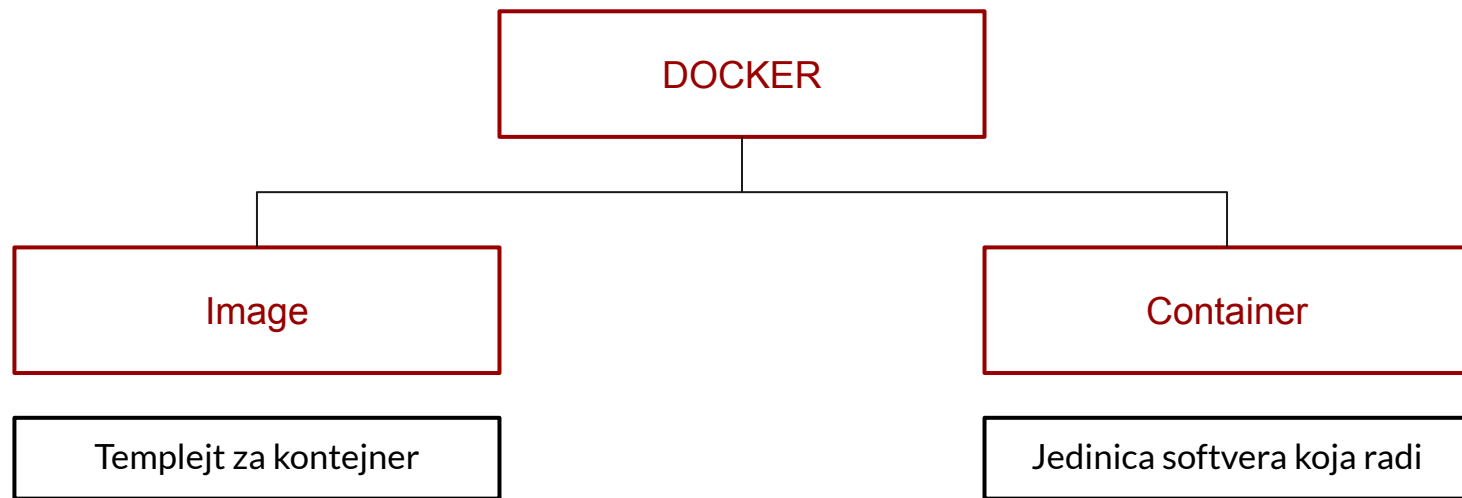 DOCKER
Image
Container
Templejt za kontejner
Jedinica softvera koja radi